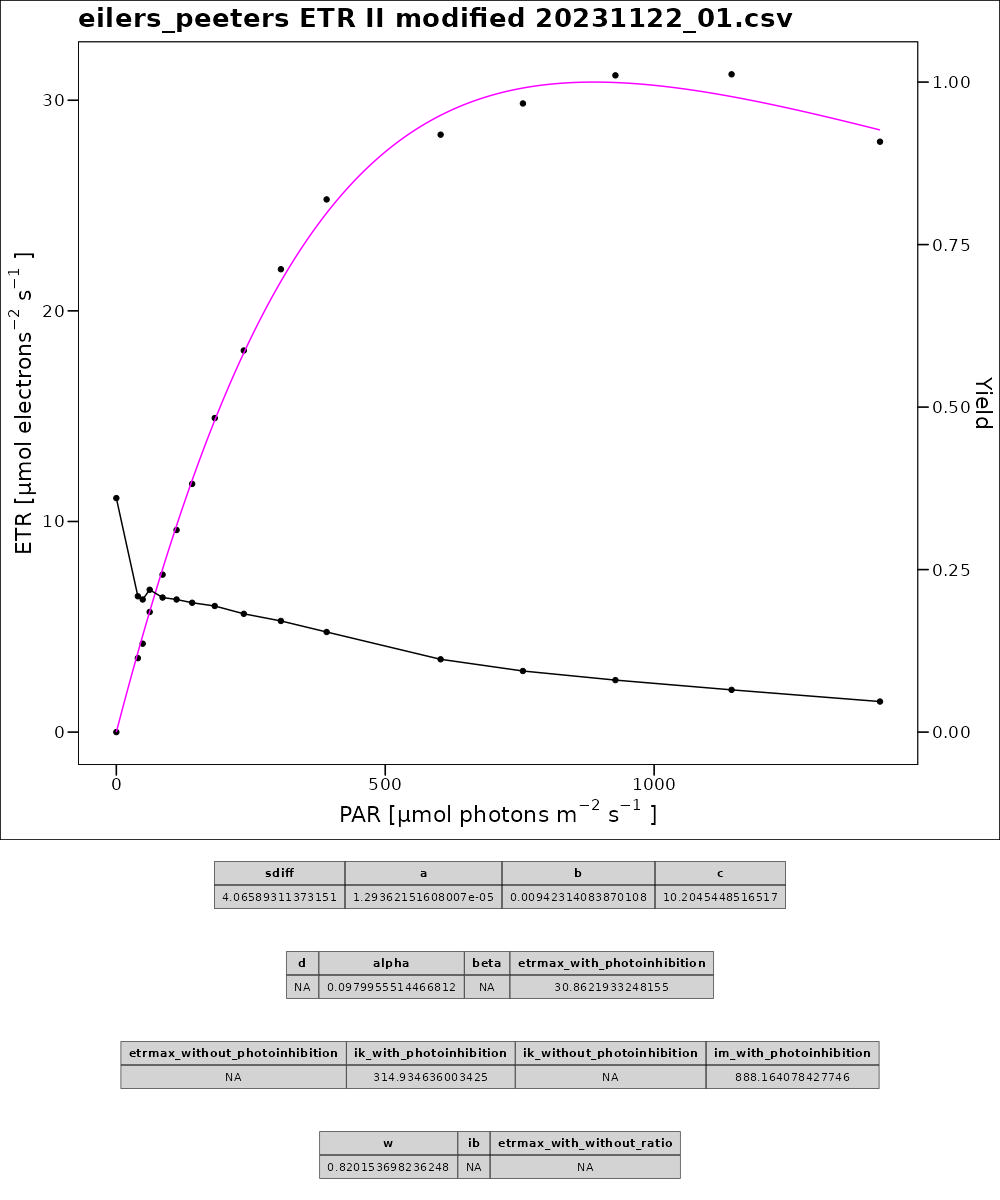 eilers_peeters ETR II modified 20231122_01.csv
30
20
10
0
ETR [µmol electrons⁻² s⁻¹ ]
1.00
0.75
0.50
0.25
0.00
Yield
0 500 1000
PAR [µmol photons m⁻² s⁻¹ ]
sdiff a b c
4.06589311373151 1.29362151608007e-05 0.00942314083870108 10.2045448516517
d alpha beta etrmax_with_photoinhibition
NA 0.0979955514466812 NA 30.8621933248155
etrmax_without_photoinhibition ik_with_photoinhibition ik_without_photoinhibition im_with_photoinhibition
NA 314.934636003425 NA 888.164078427746
w ib etrmax_with_without_ratio
0.820153698236248 NA NA